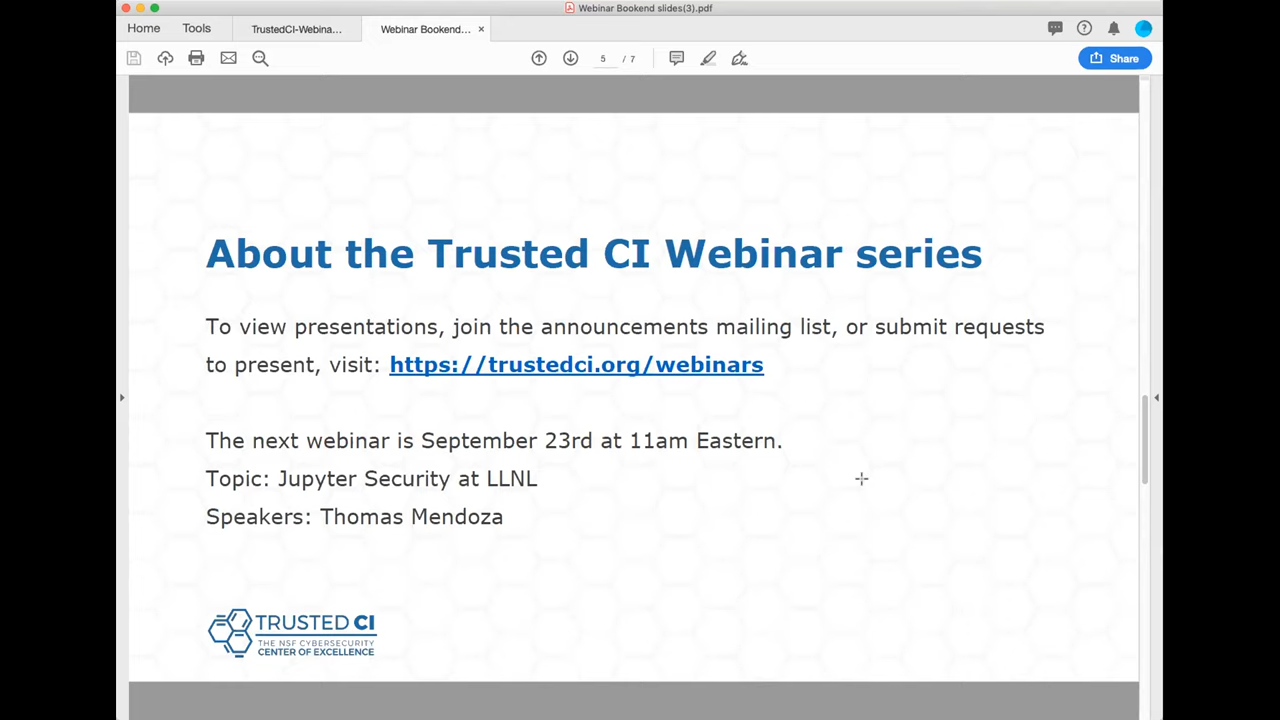 Webinar Bookend slides(3).pdf
Home Tools TrustedCI-Webina... Webinar Bookend... ×
5 / 7 Share
About the Trusted CI Webinar series
To view presentations, join the announcements mailing list, or submit requests
to present, visit: https://trustedci.org/webinars
The next webinar is September 23rd at 11am Eastern.
Topic: Jupyter Security at LLNL
Speakers: Thomas Mendoza
TRUSTED CI
THE NSF CYBERSECURITY
CENTER OF EXCELLENCE